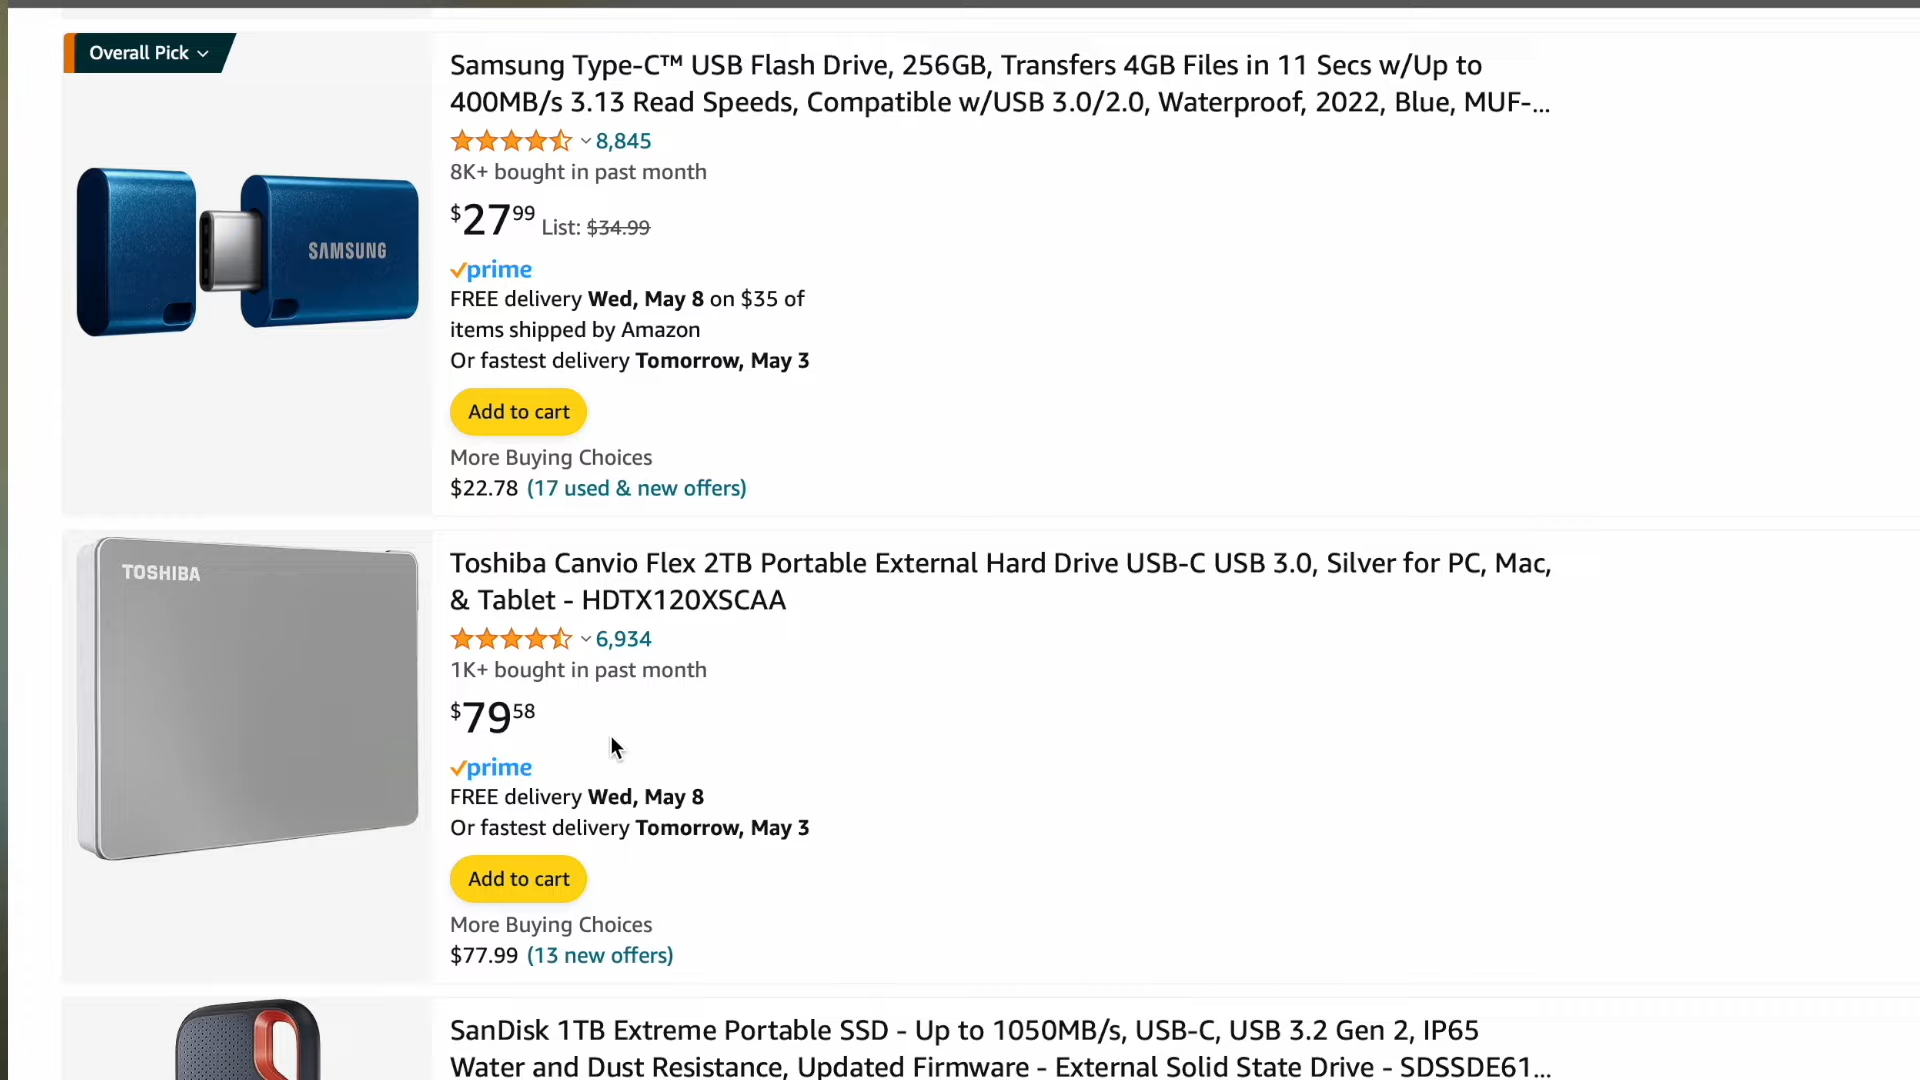 Overall Pick
Samsung Type-C™ USB Flash Drive, 256GB, Transfers 4GB Files in 11 Secs w/Up to
400MB/s 3.13 Read Speeds, Compatible w/USB 3.0/2.0, Waterproof, 2022, Blue, MUF-...
8,845
8K+ bought in past month
$27.99 List: $34.99
prime
FREE delivery Wed, May 8 on $35 of
items shipped by Amazon
Or fastest delivery Tomorrow, May 3
Add to cart
More Buying Choices
$22.78 (17 used & new offers)
SAMSUNG
TOSHIBA
Toshiba Canvio Flex 2TB Portable External Hard Drive USB-C USB 3.0, Silver for PC, Mac,
& Tablet - HDTX120XSCAA
6,934
1K+ bought in past month
$79.58
prime
FREE delivery Wed, May 8
Or fastest delivery Tomorrow, May 3
Add to cart
More Buying Choices
$77.99 (13 new offers)
SanDisk 1TB Extreme Portable SSD - Up to 1050MB/s, USB-C, USB 3.2 Gen 2, IP65
Water and Dust Resistance, Updated Firmware - External Solid State Drive - SDSSDE61...